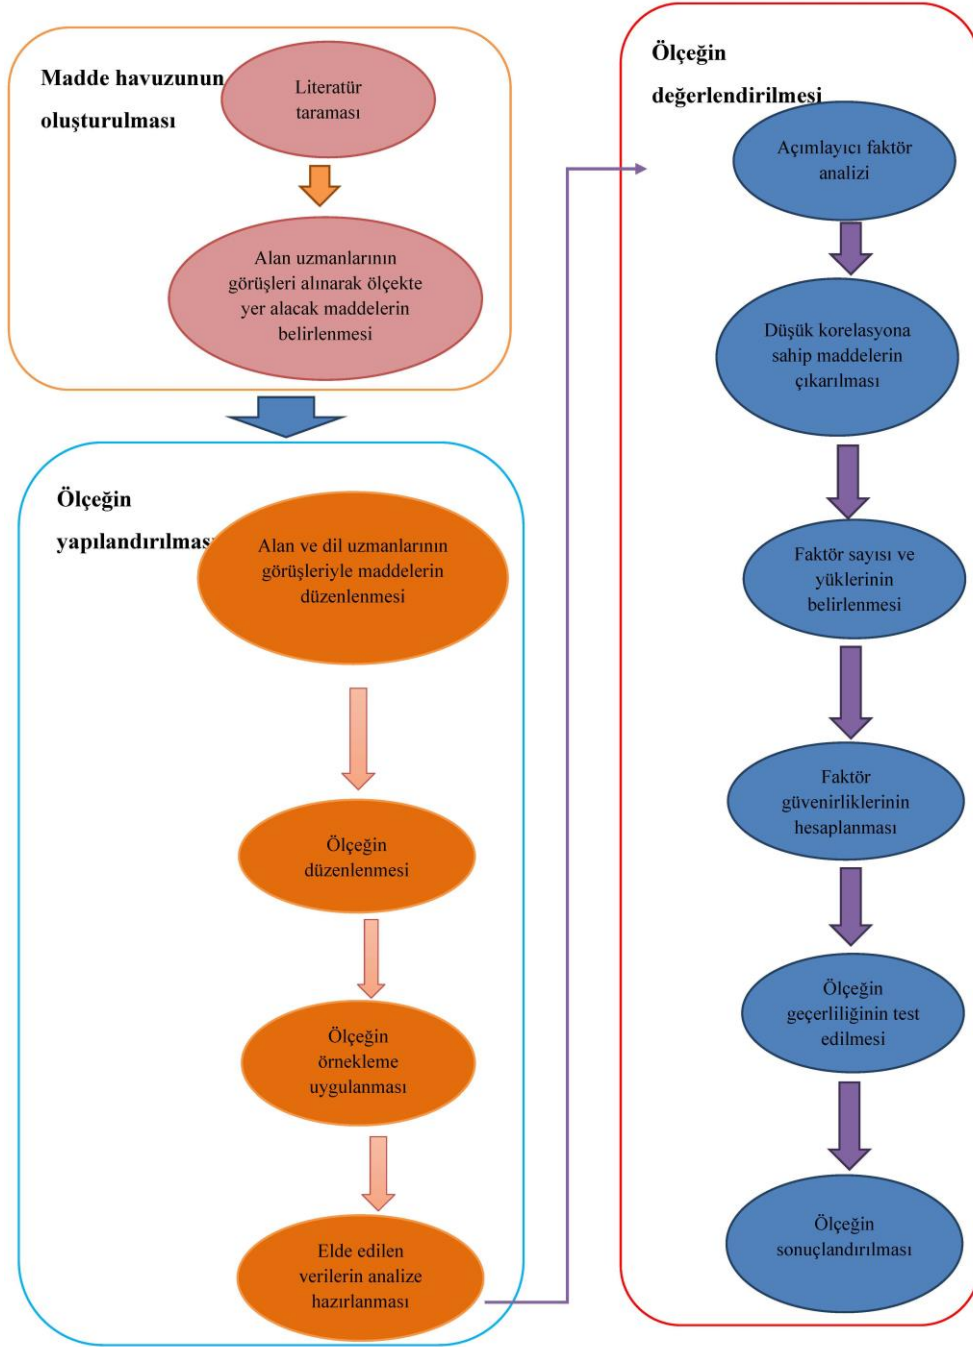 Madde havuzunun
oluşturulması
Literatür
taraması
Alan uzmanlarının
görüşleri alınarak ölçekte
yer alacak maddelerin
belirlenmesi
Ölçeğin
yapılandırılması
Alan ve dil uzmanlarının
görüşleriyle maddelerin
düzenlenmesi
Ölçeğin
düzenlenmesi
Ölçeğin
örnekleme
uygulanması
Elde edilen
verilerin analize
hazırlanması
Ölçeğin
değerlendirilmesi
Açımlayıcı faktör
analizi
Düşük korelasyona
sahip maddelerin
çıkarılması
Faktör sayısı ve
yüklerinin
belirlenmesi
Faktör
güvenirliklerinin
hesaplanması
Ölçeğin
geçerliliğinin test
edilmesi
Ölçeğin
sonuçlandırılması